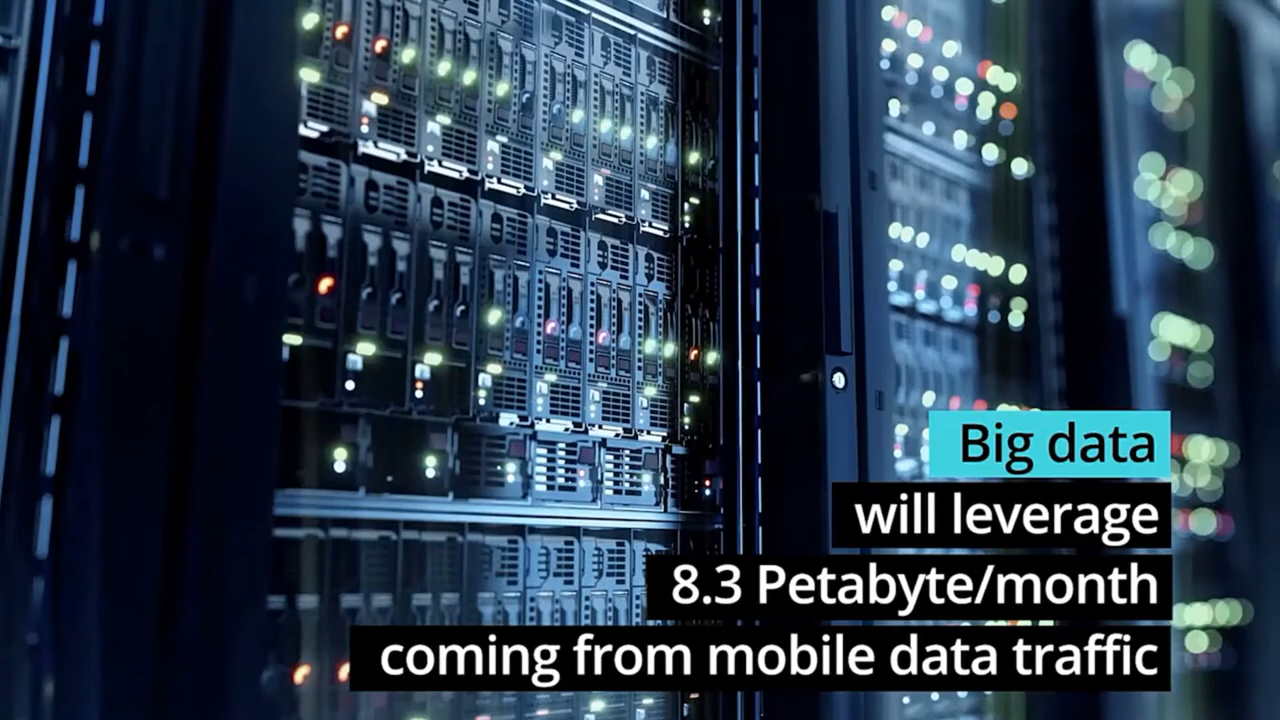 Big data
will leverage
8.3 Petabyte/month
coming from mobile data traffic